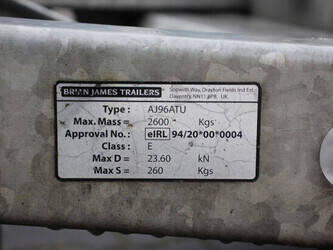 BRIAN JAMES TRAILERS Sopwith Way, Drayton Fields Ind Est.
Daventry, NN11 8PB, UK
Type : AJ96ATU
Max. Mass : 2600 Kgs
Approval No.: eIRL 94/20*00*0004
Class : E
Max D = 23.60 kN
Max S = 260 Kgs